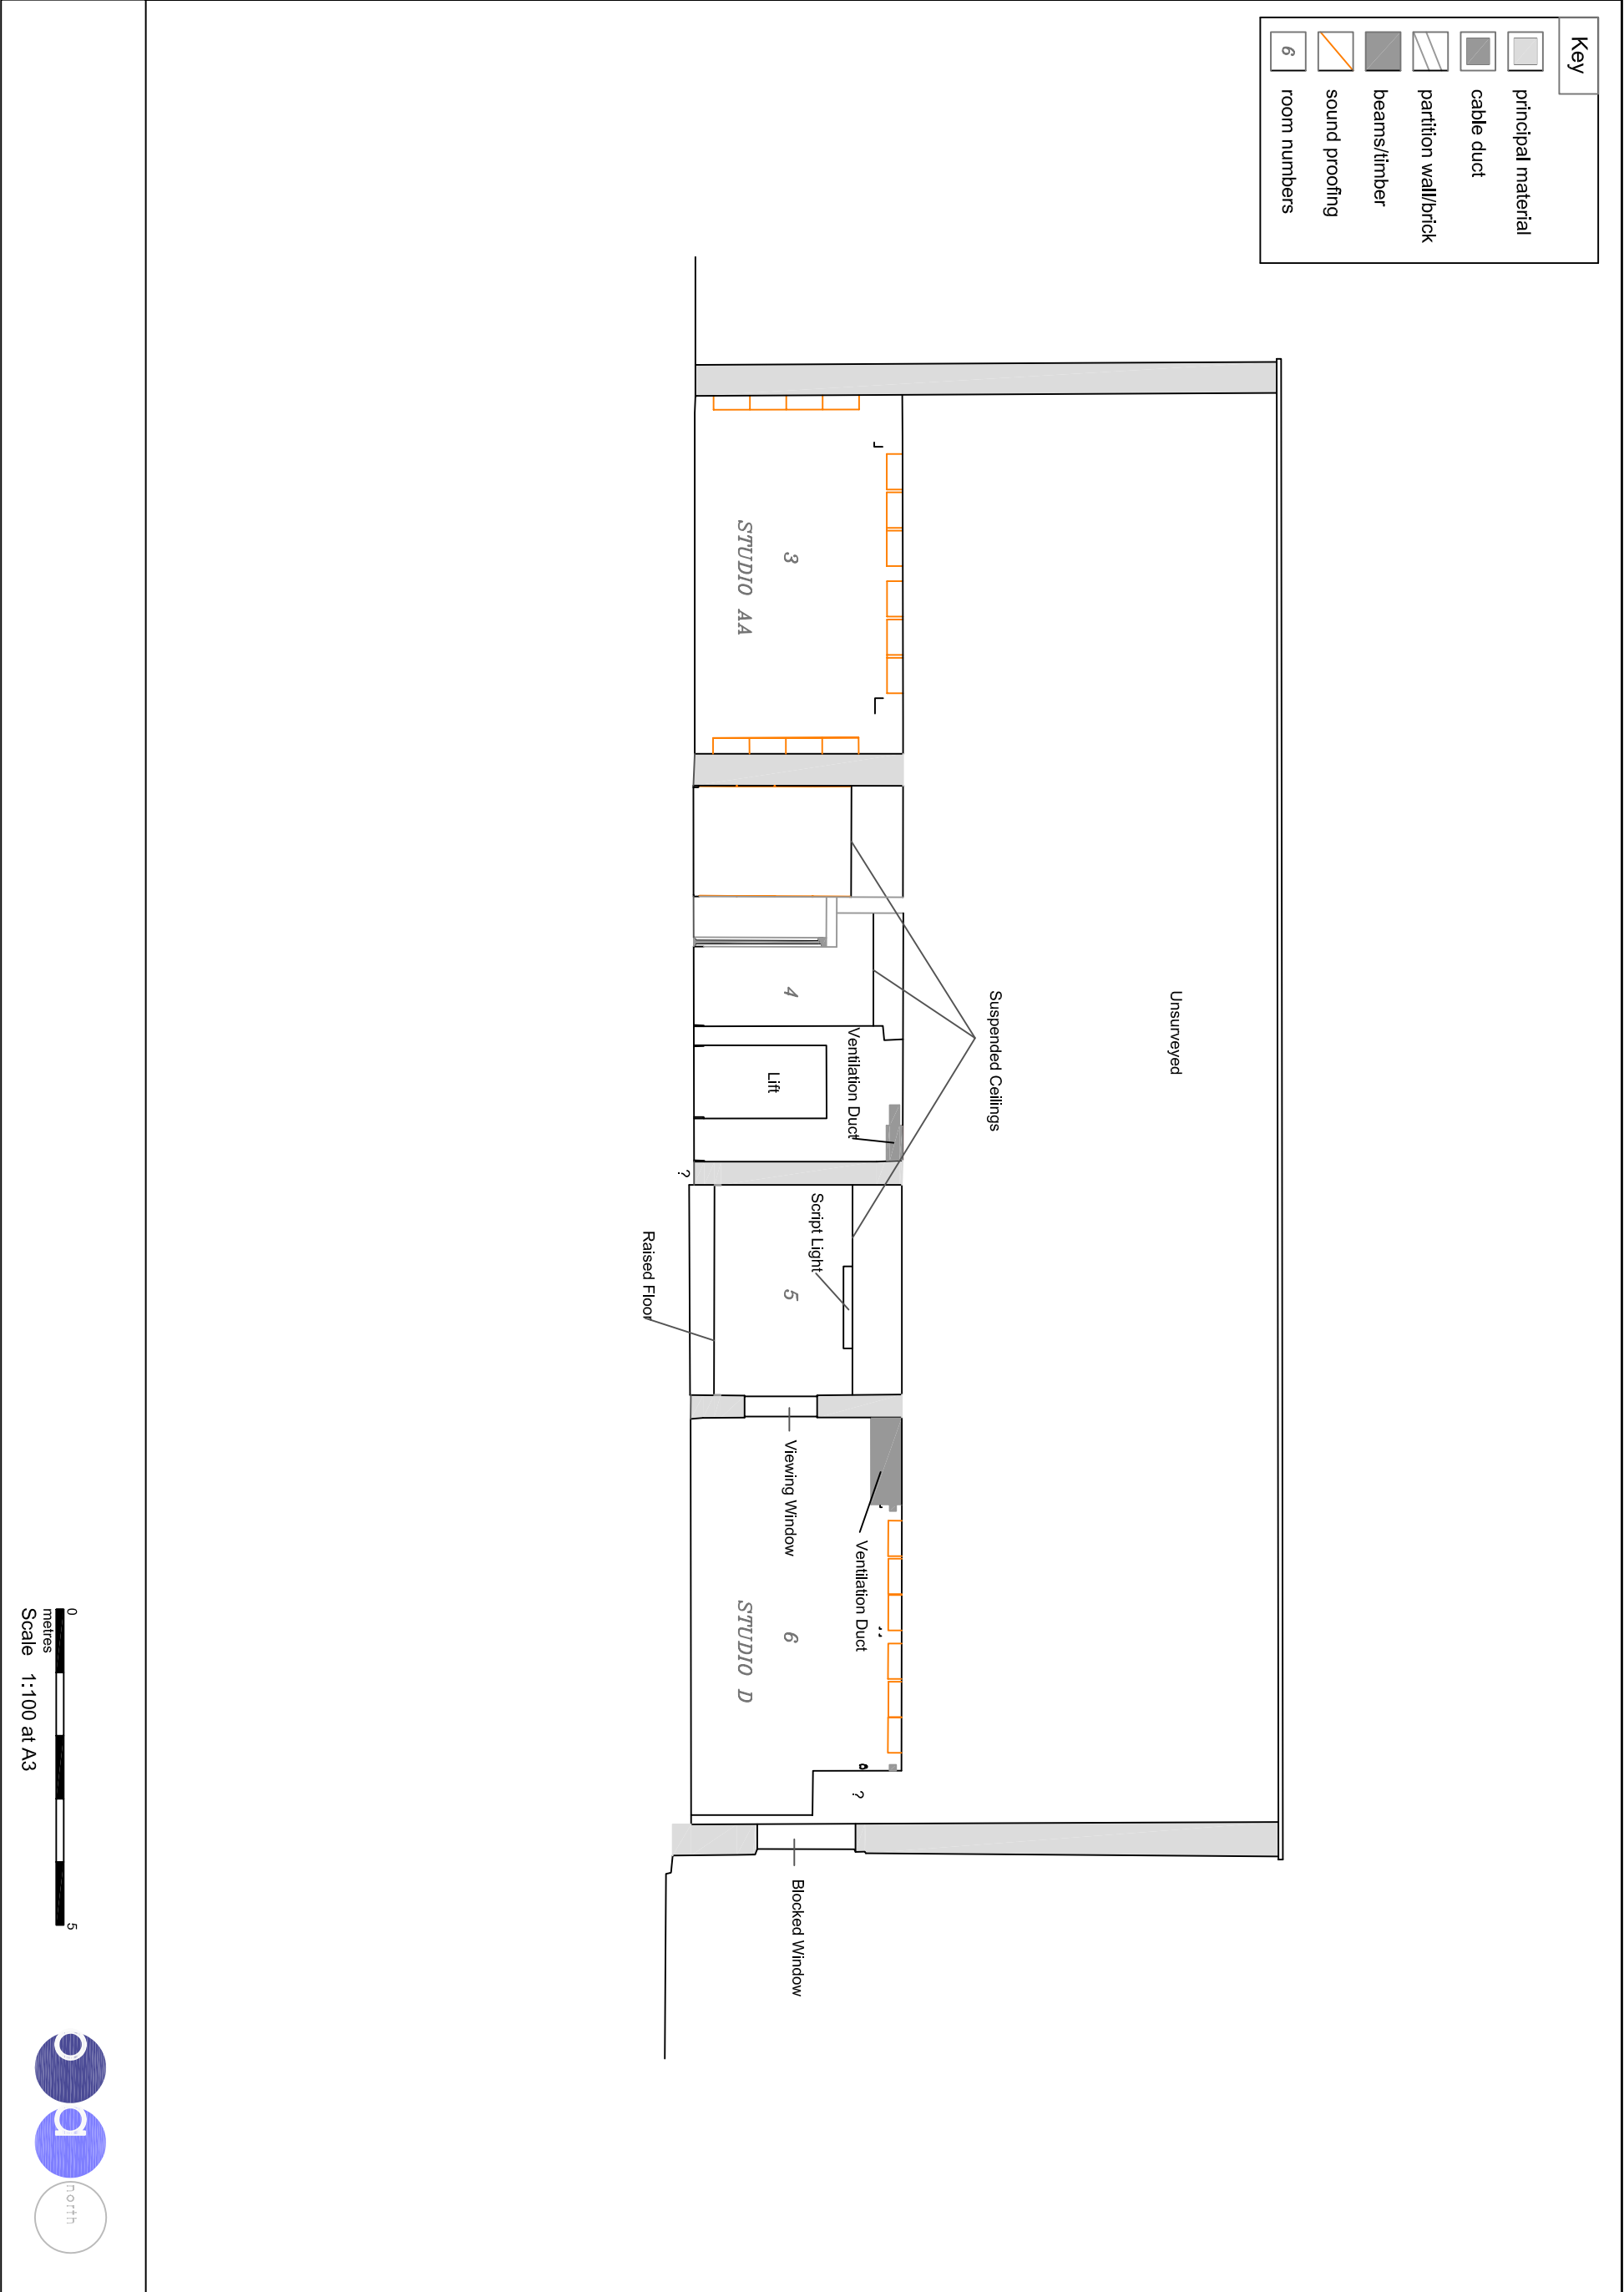 Key
principal material
cable duct
partition wall/brick
beams/timber
sound proofing
6
room numbers
Unsurveyed
Suspended Ceilings
Ventilation Duct
Script Light
Ventilation Duct
?
3
4
5
6
Lift
Viewing Window
Blocked Window
STUDIO AA
STUDIO D
?
Raised Floor
0
5
metres
Scale 1:100 at A3
oa
north